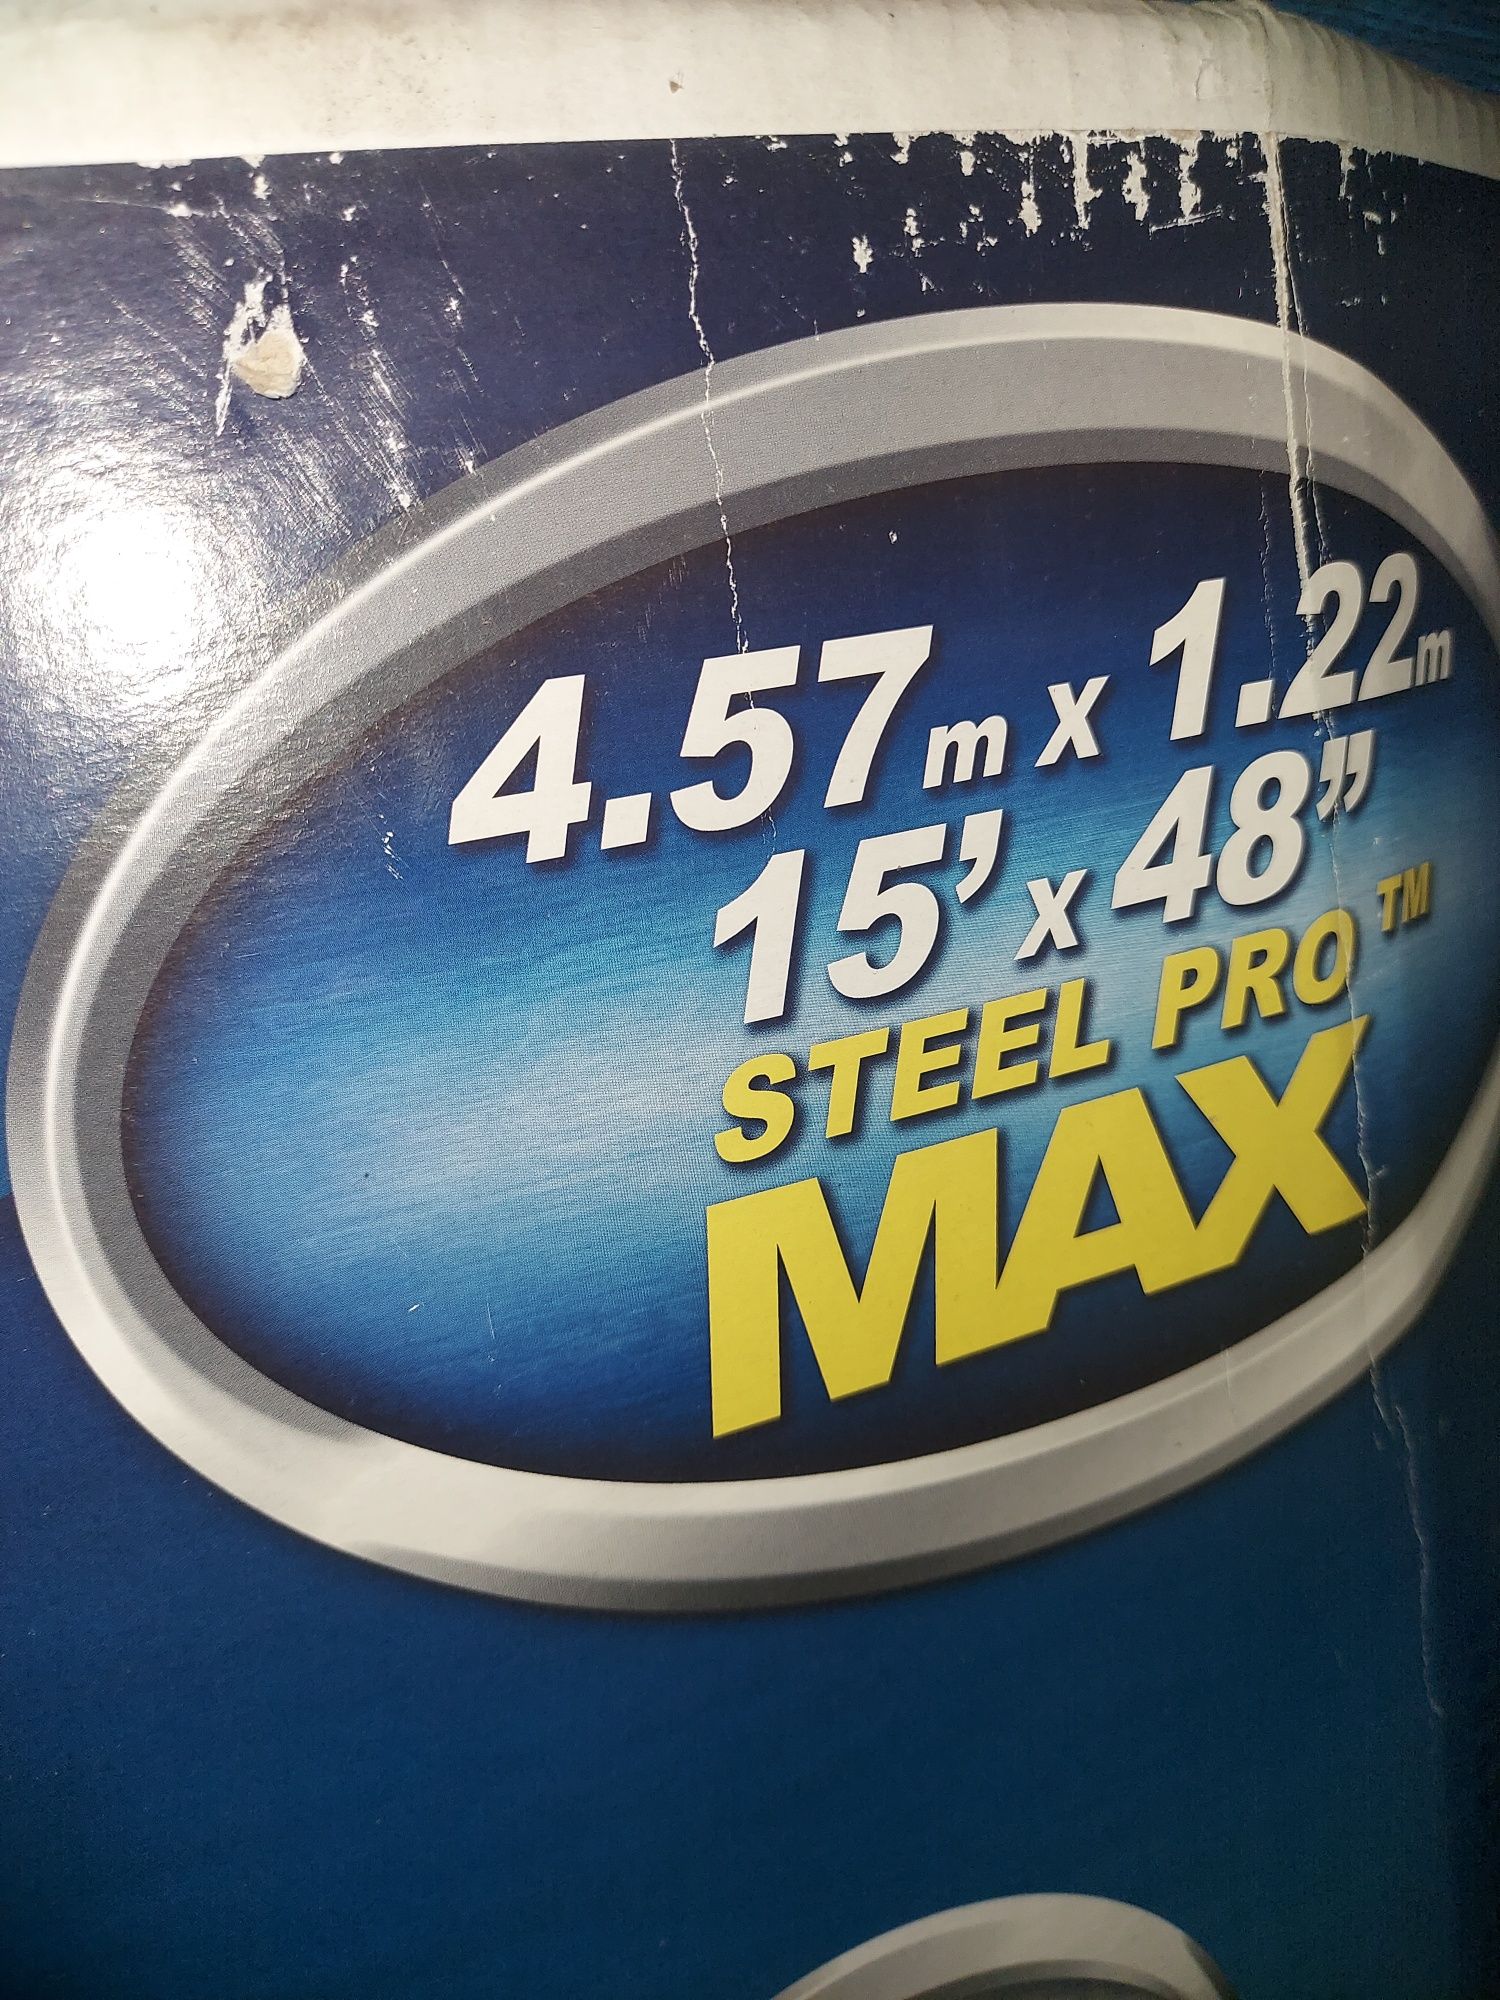 4.57m x 1.22m
15’ x 48”
STEEL PRO™
MAX